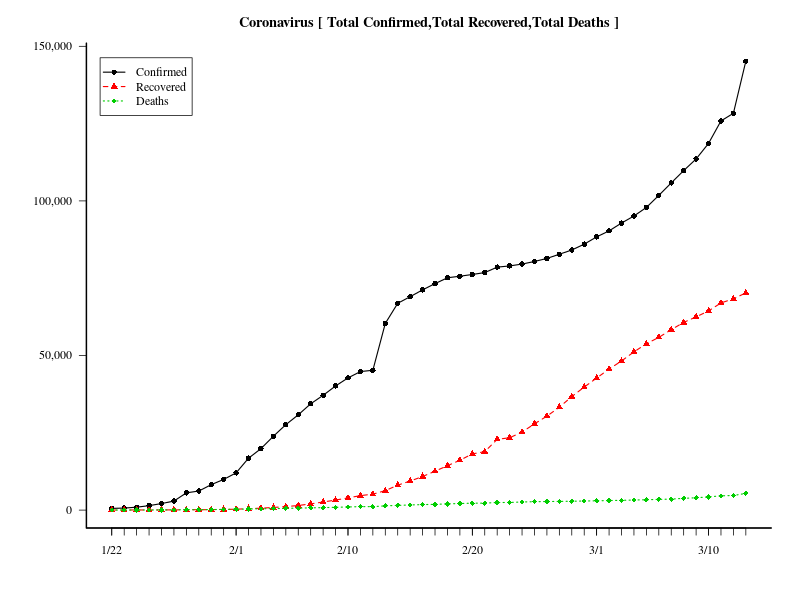 Coronavirus [ Total Confirmed,Total Recovered,Total Deaths ]
150,000
Confirmed
Recovered
Deaths
100,000
50,000
0
1/22 2/1 2/10 2/20 3/1 3/10